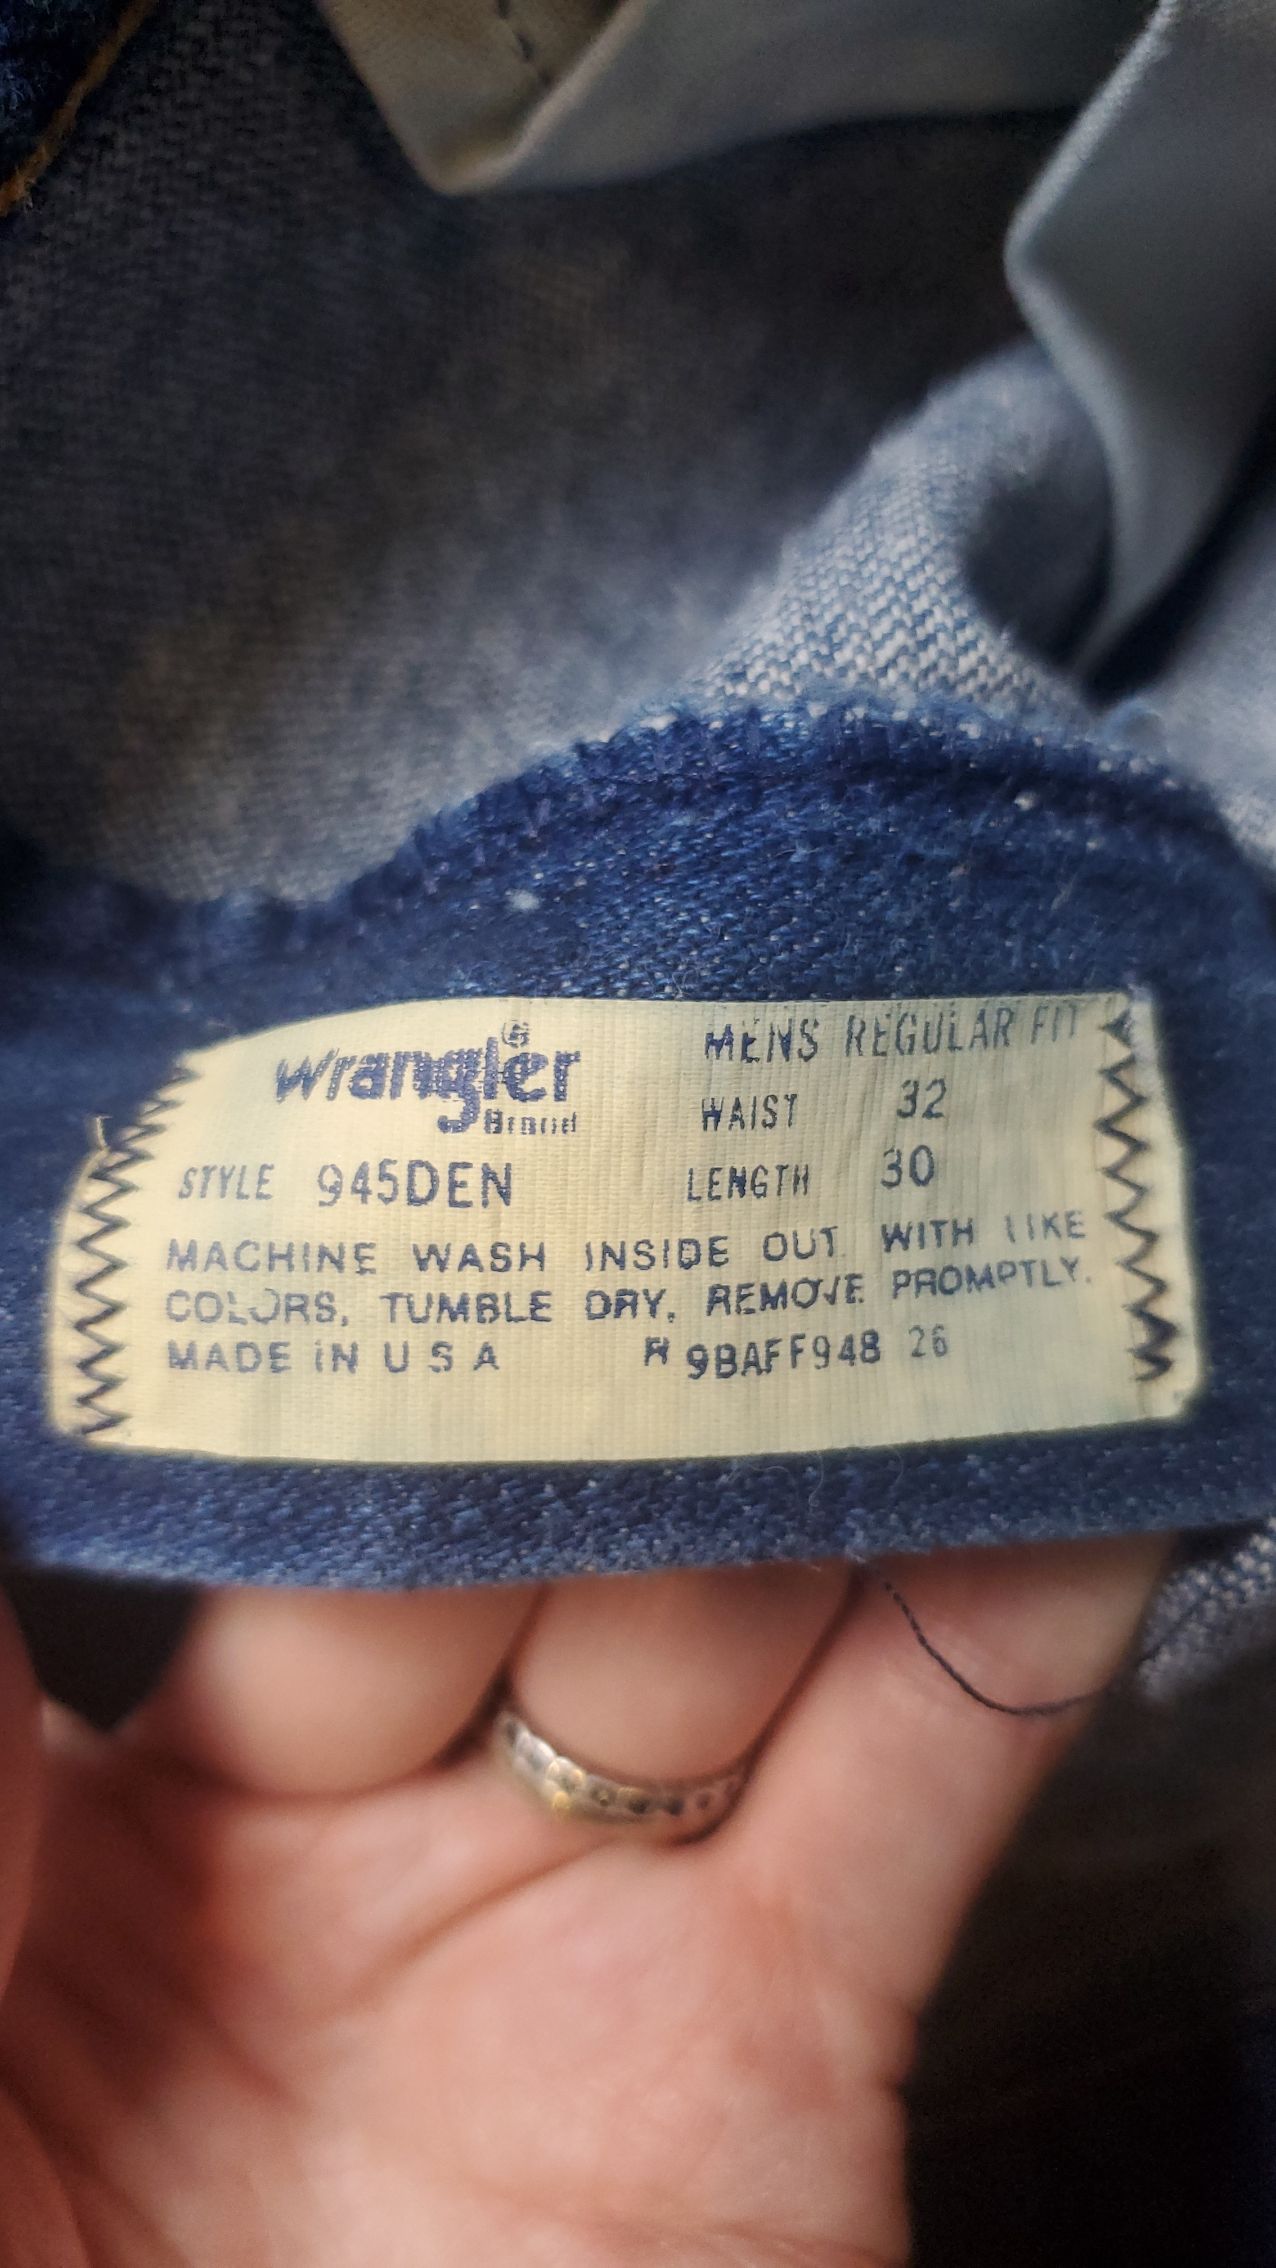 wrangler®
Brand
MENS REGULAR FIT
WAIST 32
STYLE 945DEN
LENGTH 30
MACHINE WASH INSIDE OUT WITH LIKE
COLORS, TUMBLE DRY, REMOVE PROMPTLY.
MADE IN U S A R 9BAFF948 26